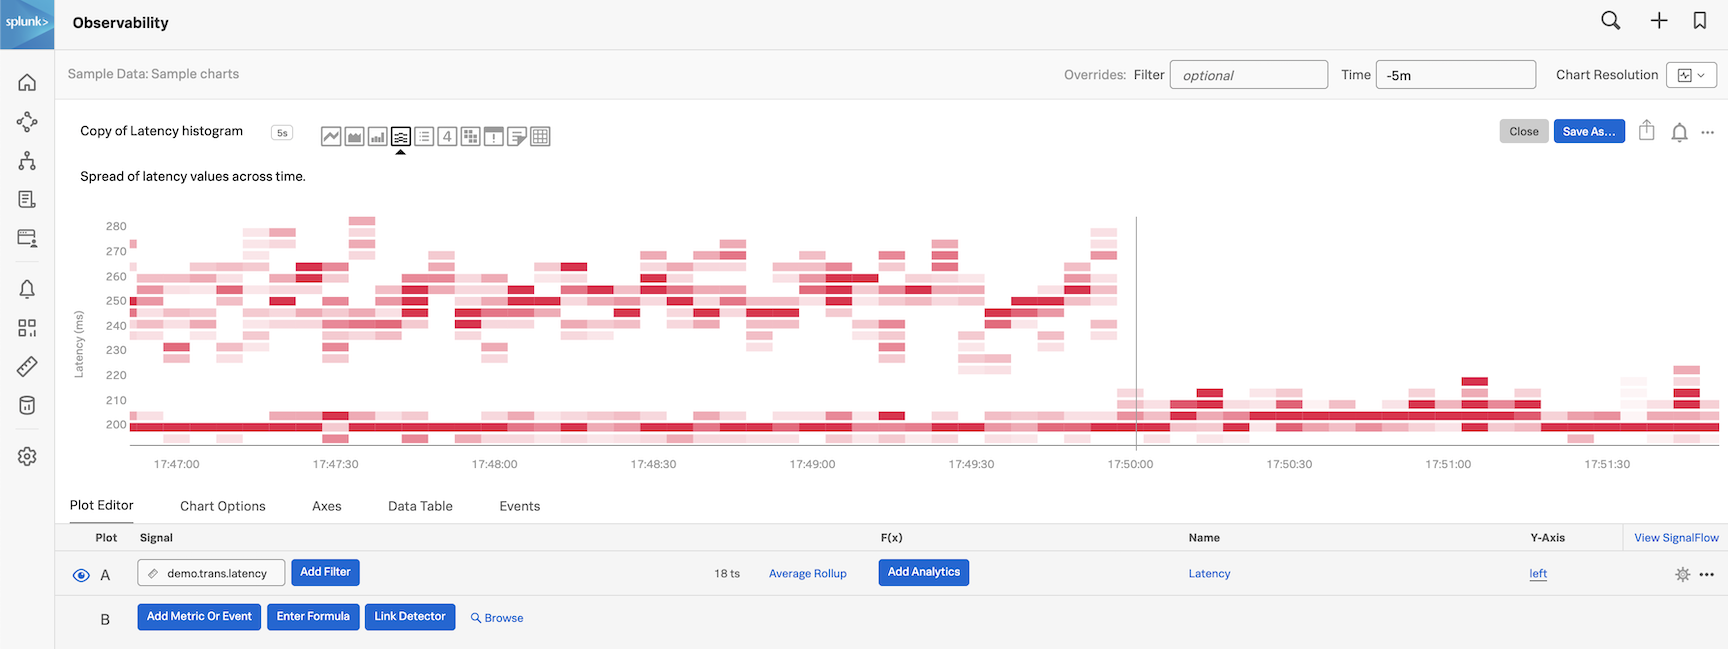 splunk>
Observability
Sample Data: Sample charts
Overrides: Filter optional Time -5m Chart Resolution
Copy of Latency histogram 5s 4 Close Save As...
Spread of latency values across time.
Latency (ms)
280
270
260
250
240
230
220
210
200
17:47:00 17:47:30 17:48:00 17:48:30 17:49:00 17:49:30 17:50:00 17:50:30 17:51:00 17:51:30
Plot Editor Chart Options Axes Data Table Events
Plot Signal F(x) Name Y-Axis View SignalFlow
A demo.trans.latency Add Filter 18 ts Average Rollup Add Analytics Latency left
B Add Metric Or Event Enter Formula Link Detector Browse